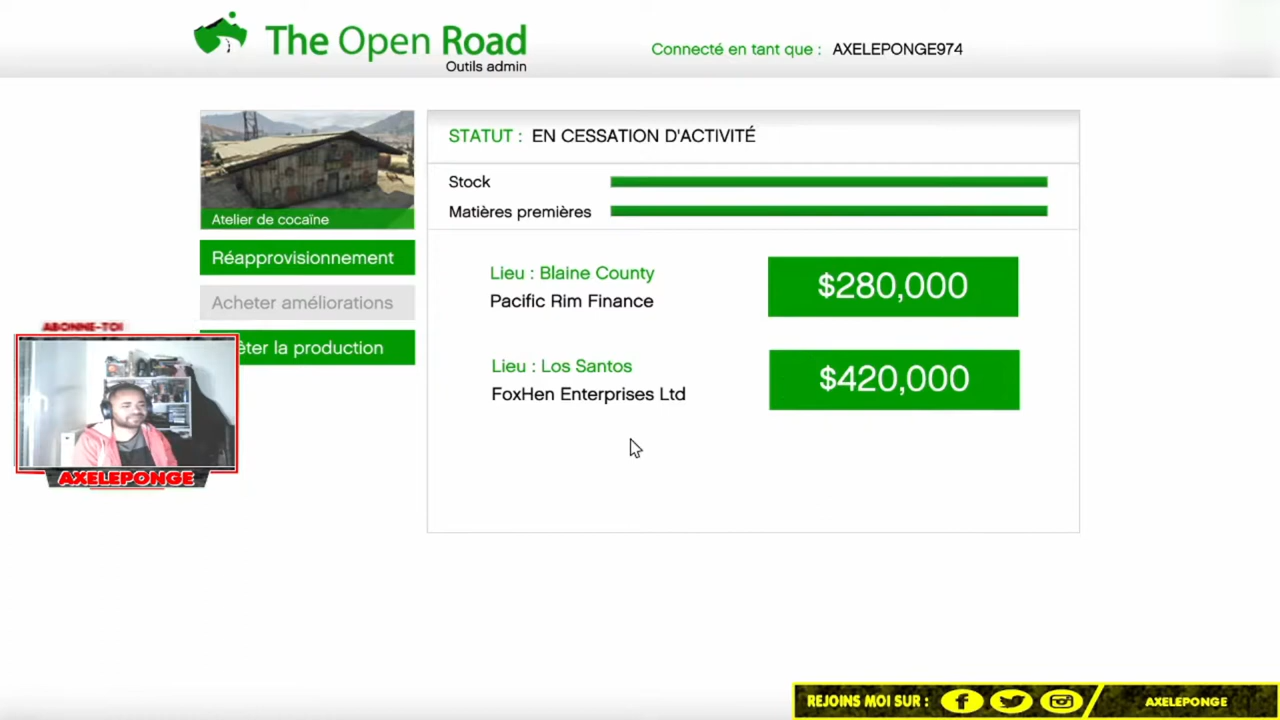 The Open Road
Outils admin
Connecté en tant que : AXELEPONGE974
Atelier de cocaïne
Réapprovisionnement
Acheter améliorations
êter la production
STATUT : EN CESSATION D'ACTIVITÉ
Stock
Matières premières
Lieu : Blaine County
Pacific Rim Finance
$280,000
Lieu : Los Santos
FoxHen Enterprises Ltd
$420,000
ABONNE-TOI
AXELEPONGE
REJOINS MOI SUR :
AXELEPONGE